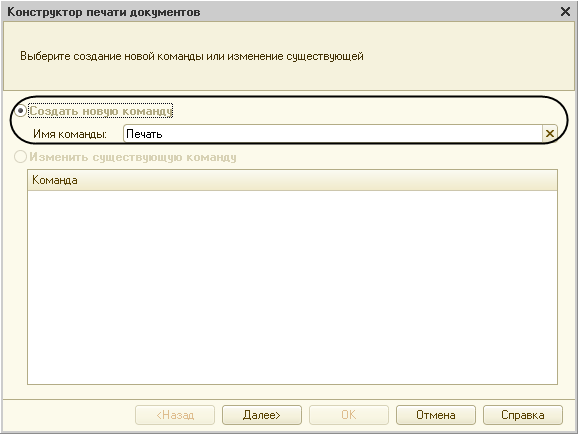 Конструктор печати документов
Выберите создание новой команды или изменение существующей
Создать новую команду
Имя команды: Печать
Изменить существующую команду
Команда
<Назад Далее> OK Отмена Справка